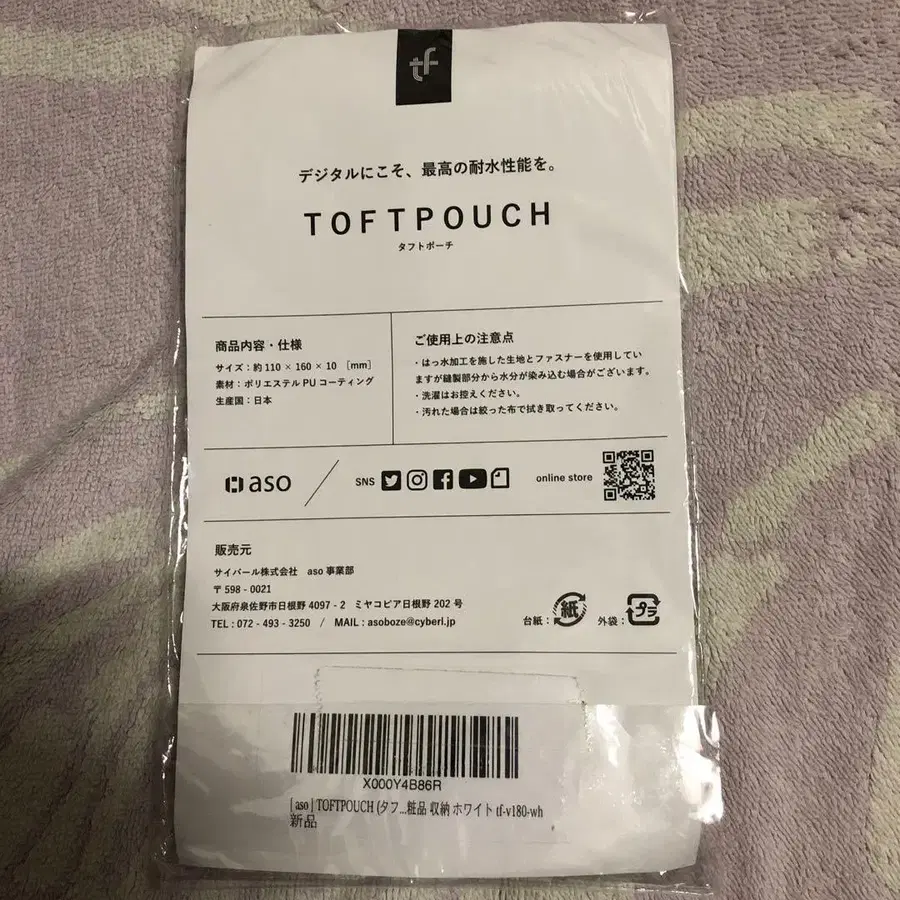 tf
デジタルにこそ、最高の耐水性能を。
TOFTPOUCH
タフトポーチ
商品内容・仕様
サイズ：約 110 × 160 × 10 ［mm］
素材：ポリエステル PU コーティング
生産国：日本
ご使用上の注意点
・はっ水加工を施した生地とファスナーを使用してい
ますが縫製部分から水分が染み込む場合がございます。
・洗濯はお控えください。
・汚れた場合は絞った布で拭き取ってください。
aso
SNS
online store
販売元
サイバール株式会社 aso 事業部
〒 598 - 0021
大阪府泉佐野市日根野 4097 - 2 ミヤコピア日根野 202 号
TEL : 072 - 493 - 3250 / MAIL : asoboze@cyberl.jp
台紙： 紙 外袋： プラ
X000Y4B86R
[ aso ] TOFTPOUCH (タフ...粧品 収納 ホワイト tf-v180-wh
新品